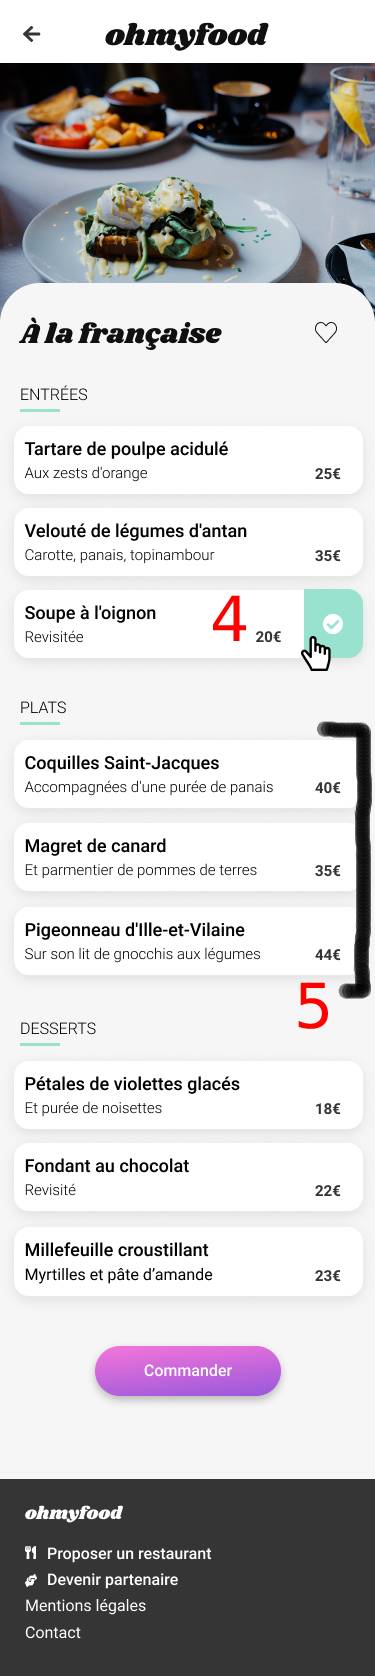 ohmyfood
À la française
ENTRÉES
Tartare de poulpe acidulé
Aux zests d'orange
25€
Velouté de légumes d'antan
Carotte, panais, topinambour
35€
Soupe à l'oignon
Revisitée
4
20€
PLATS
Coquilles Saint-Jacques
Accompagnées d'une purée de panais
40€
Magret de canard
Et parmentier de pommes de terres
35€
Pigeonneau d'Ille-et-Vilaine
Sur son lit de gnocchis aux légumes
44€
5
DESSERTS
Pétales de violettes glacés
Et purée de noisettes
18€
Fondant au chocolat
Revisité
22€
Millefeuille croustillant
Myrtilles et pâte d’amande
23€
Commander
ohmyfood
Proposer un restaurant
Devenir partenaire
Mentions légales
Contact